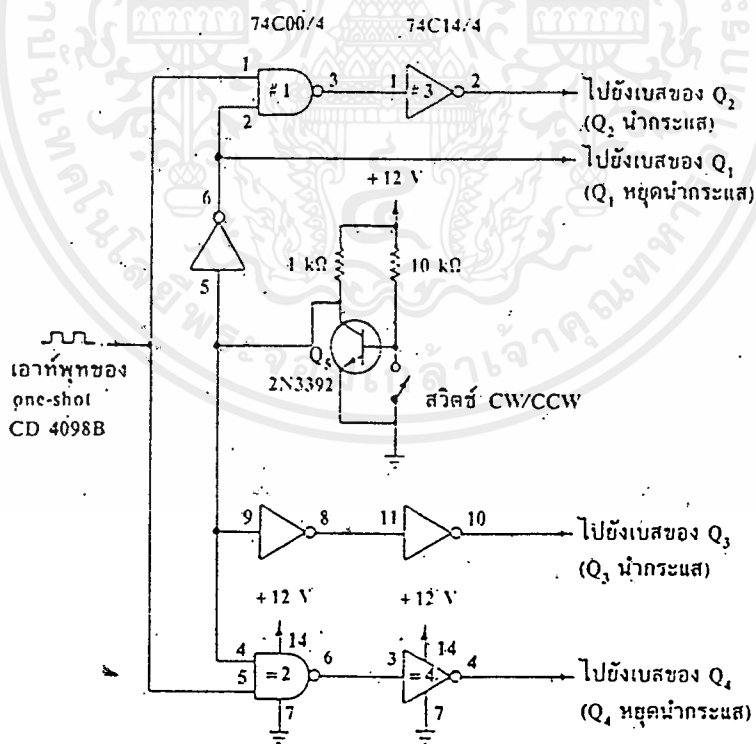 74C00/4 74C14/4
1 # 1 3 1 # 3 2
2
ไปยังเบสของ Q2
(Q2 นำกระแส)
ไปยังเบสของ Q1
(Q1 หยุดนำกระแส)
+12 V
6
5
1 kΩ 10 kΩ
Q5
2N3392
สวิตช์ CW/CCW
เอาท์พุทของ
one-shot
CD 4098B
9 8 11 10
ไปยังเบสของ Q3
(Q3 นำกระแส)
+12 V +12 V
14 14
4
5 = 2 6 3 = 4 4
7 7
ไปยังเบสของ Q4
(Q4 หยุดนำกระแส)